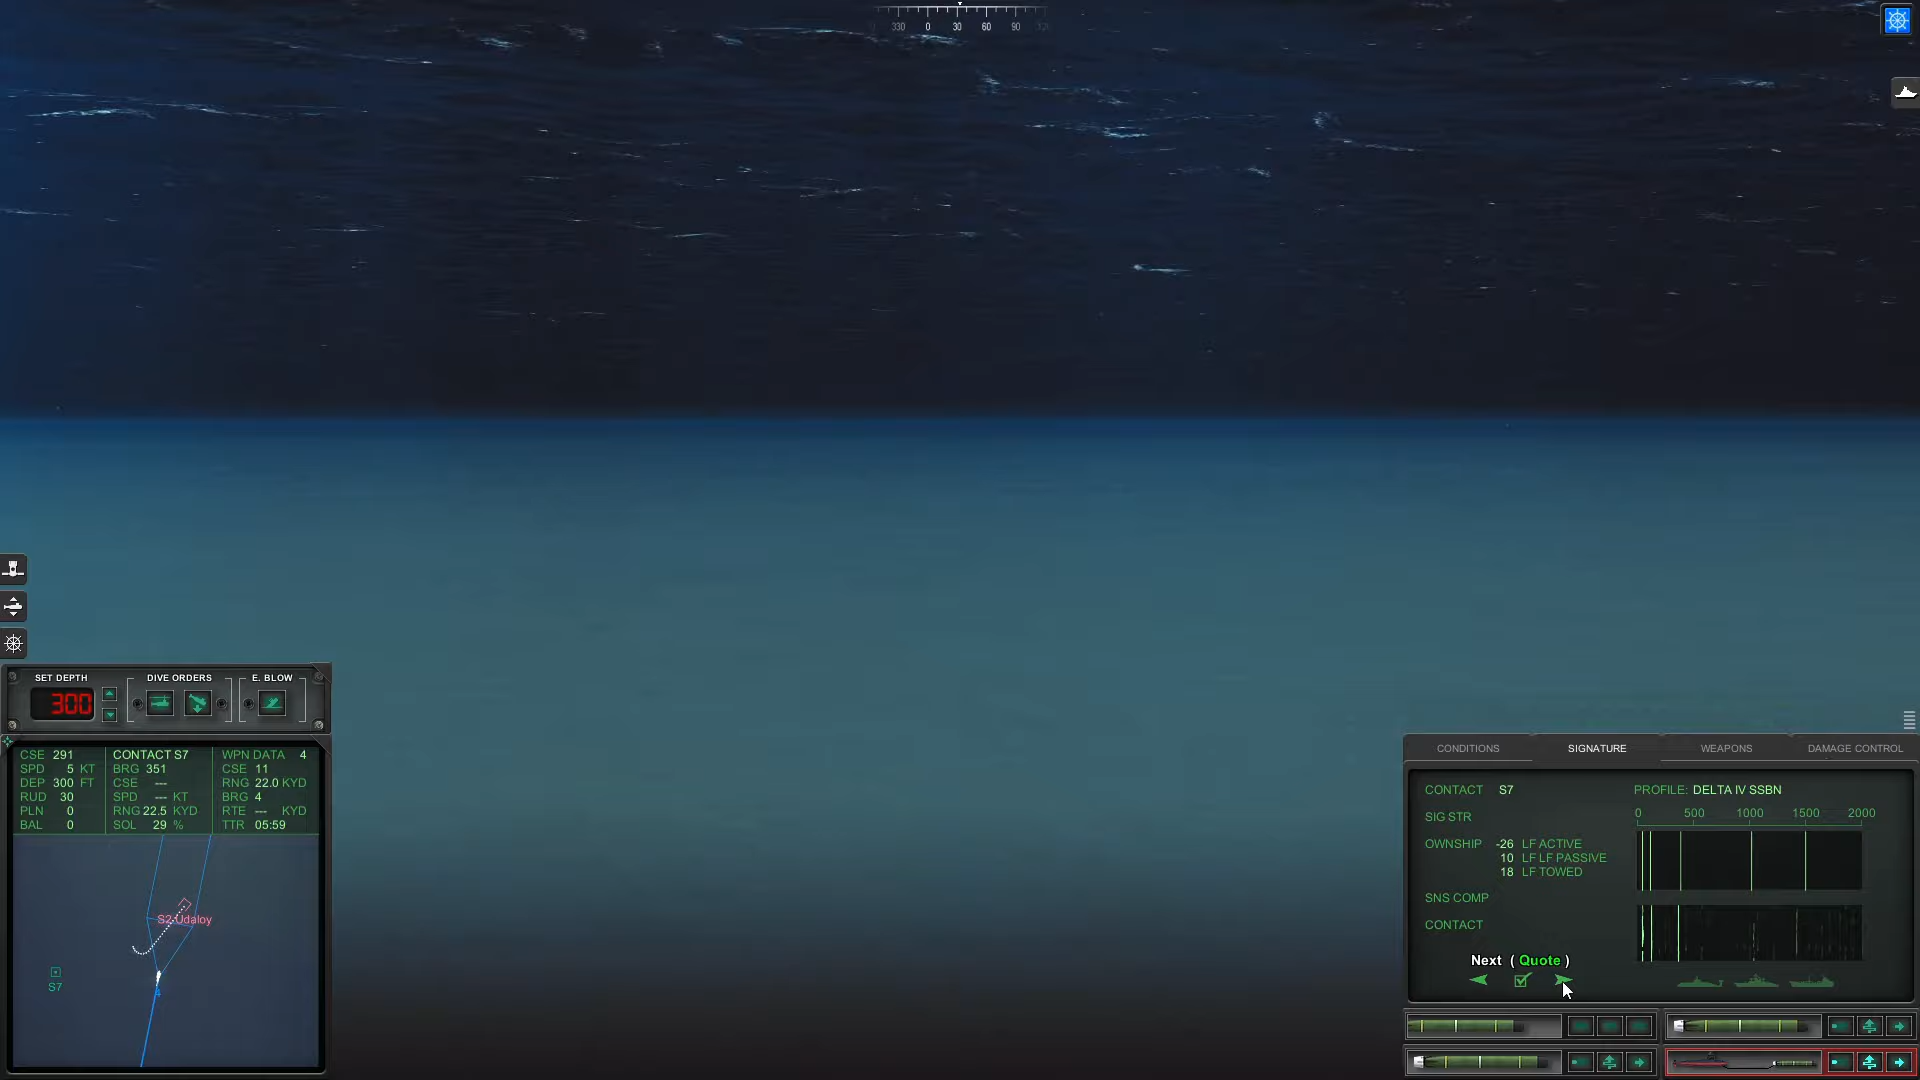 330 0 30 60 90
SET DEPTH DIVE ORDERS E. BLOW
300
CSE 291 CONTACT S7 WPN DATA 4
SPD 5 KT BRG 351 CSE 11
DEP 300 FT CSE --- RNG 22.0 KYD
RUD 30 SPD --- KT BRG 4
PLN 0 RNG 22.5 KYD RTE --- KYD
BAL 0 SOL 29 % TTR 05:59
S2 Udaloy
S7
4
CONDITIONS SIGNATURE WEAPONS DAMAGE CONTROL
CONTACT S7 PROFILE: DELTA IV SSBN
SIG STR 0 500 1000 1500 2000
OWNSHIP -26 LF ACTIVE
10 LF LF PASSIVE
18 LF TOWED
SNS COMP
CONTACT
Next ( Quote )